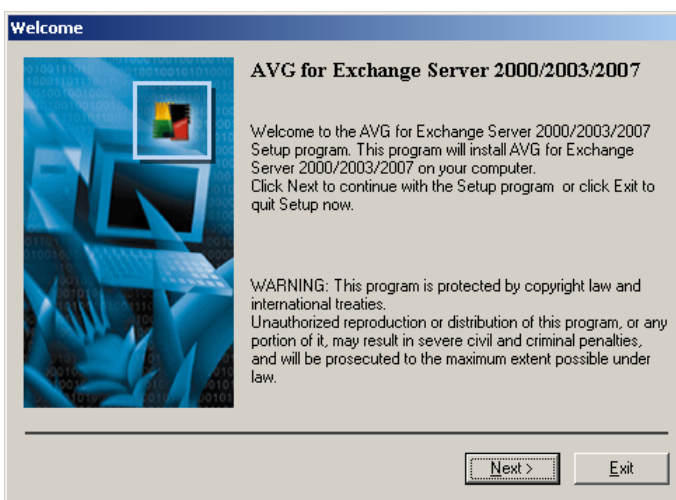 Welcome
AVG for Exchange Server 2000/2003/2007
Welcome to the AVG for Exchange Server 2000/2003/2007
Setup program. This program will install AVG for Exchange
Server 2000/2003/2007 on your computer.
Click Next to continue with the Setup program or click Exit to
quit Setup now.
WARNING: This program is protected by copyright law and
international treaties.
Unauthorized reproduction or distribution of this program, or any
portion of it, may result in severe civil and criminal penalties,
and will be prosecuted to the maximum extent possible under
law.
Next >
Exit